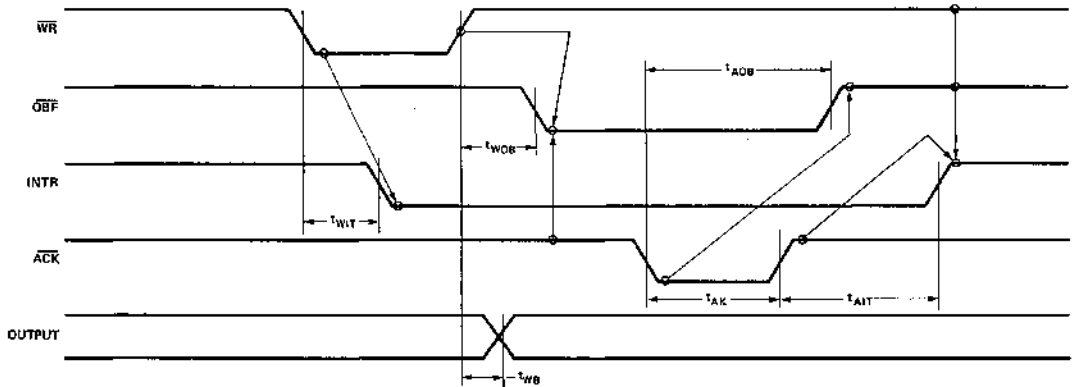 WR
tAOB
OBF
tWOB
INTR
tWIT
ACK
tAK
tAIT
OUTPUT
tWB